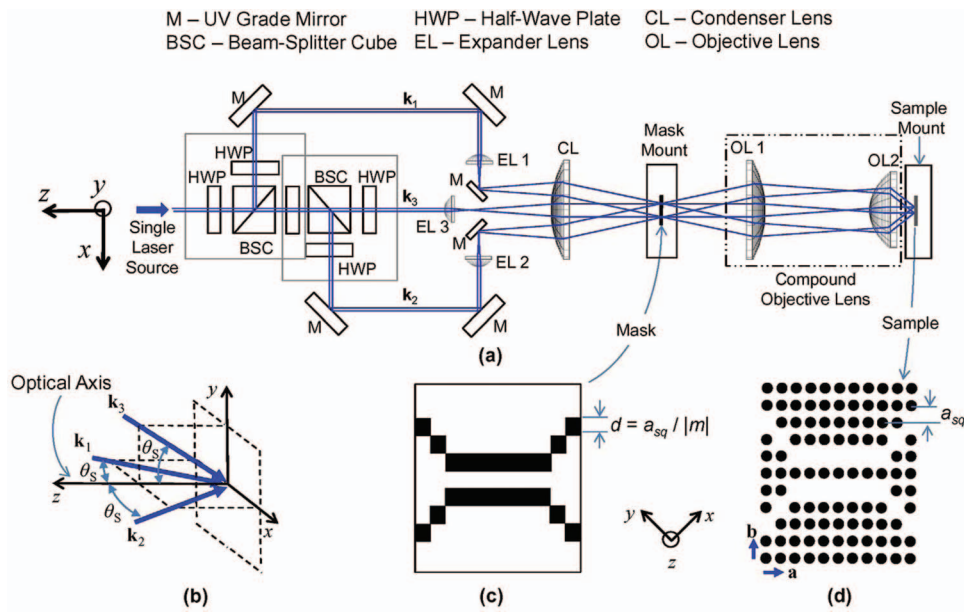 M – UV Grade Mirror HWP – Half-Wave Plate CL – Condenser Lens
BSC – Beam-Splitter Cube EL – Expander Lens OL – Objective Lens
M
k₁
M
Sample
Mount
HWP
EL 1
CL
Mask
Mount
OL 1
OL2
HWP
BSC
HWP
M
y
z
x
k₃
Single
Laser
Source
EL 3
M
BSC
HWP
EL 2
k₂
M
M
Compound
Objective Lens
Mask
Sample
(a)
Optical Axis
k₃
y
k₁
θS
θS
z
θS
k₂
x
d = asq / |m|
asq
y
x
z
b
a
(b)
(c)
(d)